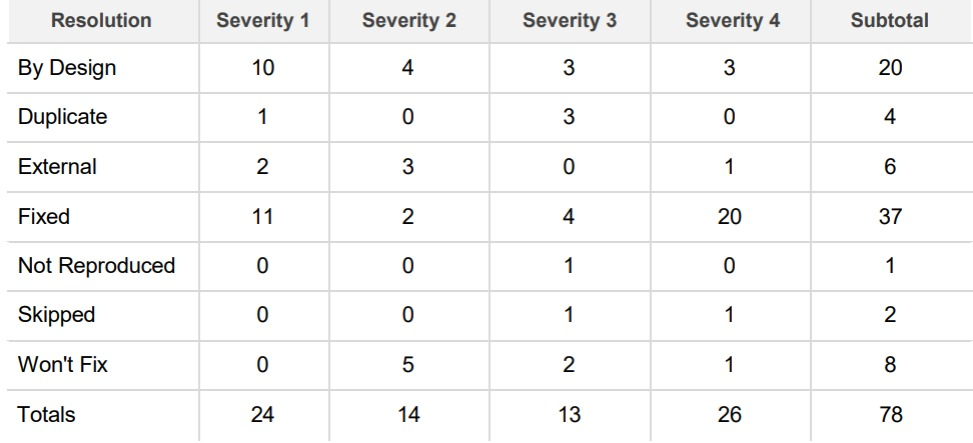 Resolution Severity 1 Severity 2 Severity 3 Severity 4 Subtotal
By Design 10 4 3 3 20
Duplicate 1 0 3 0 4
External 2 3 0 1 6
Fixed 11 2 4 20 37
Not Reproduced 0 0 1 0 1
Skipped 0 0 1 1 2
Won't Fix 0 5 2 1 8
Totals 24 14 13 26 78